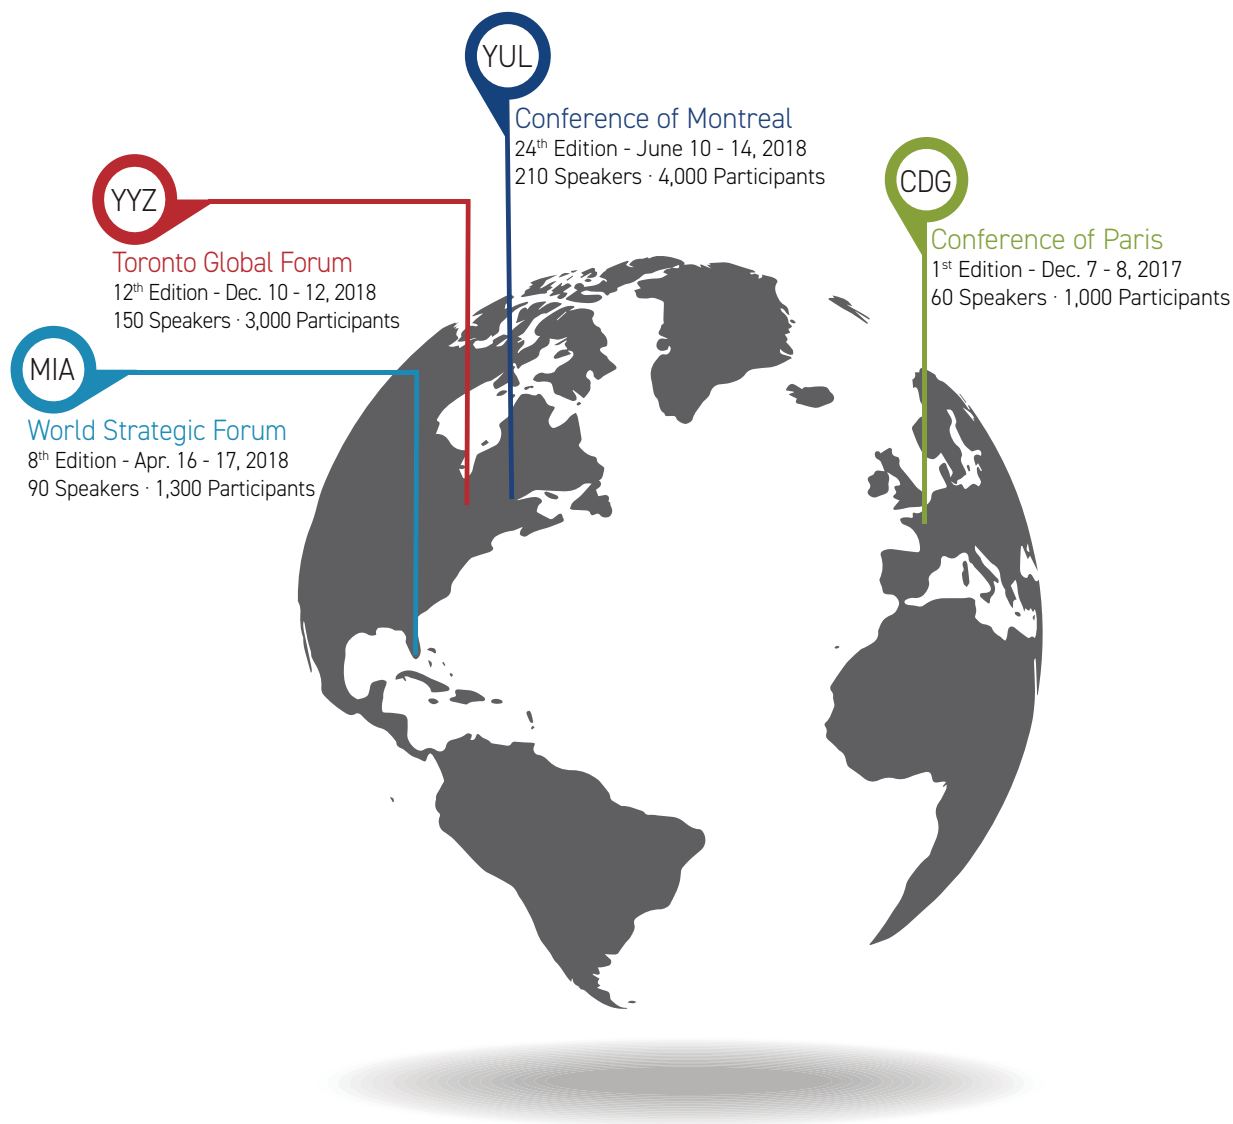 YUL
Conference of Montreal
24th Edition - June 10 - 14, 2018
210 Speakers · 4,000 Participants
CDG
Conference of Paris
1st Edition - Dec. 7 - 8, 2017
60 Speakers · 1,000 Participants
YYZ
Toronto Global Forum
12th Edition - Dec. 10 - 12, 2018
150 Speakers · 3,000 Participants
MIA
World Strategic Forum
8th Edition - Apr. 16 - 17, 2018
90 Speakers · 1,300 Participants